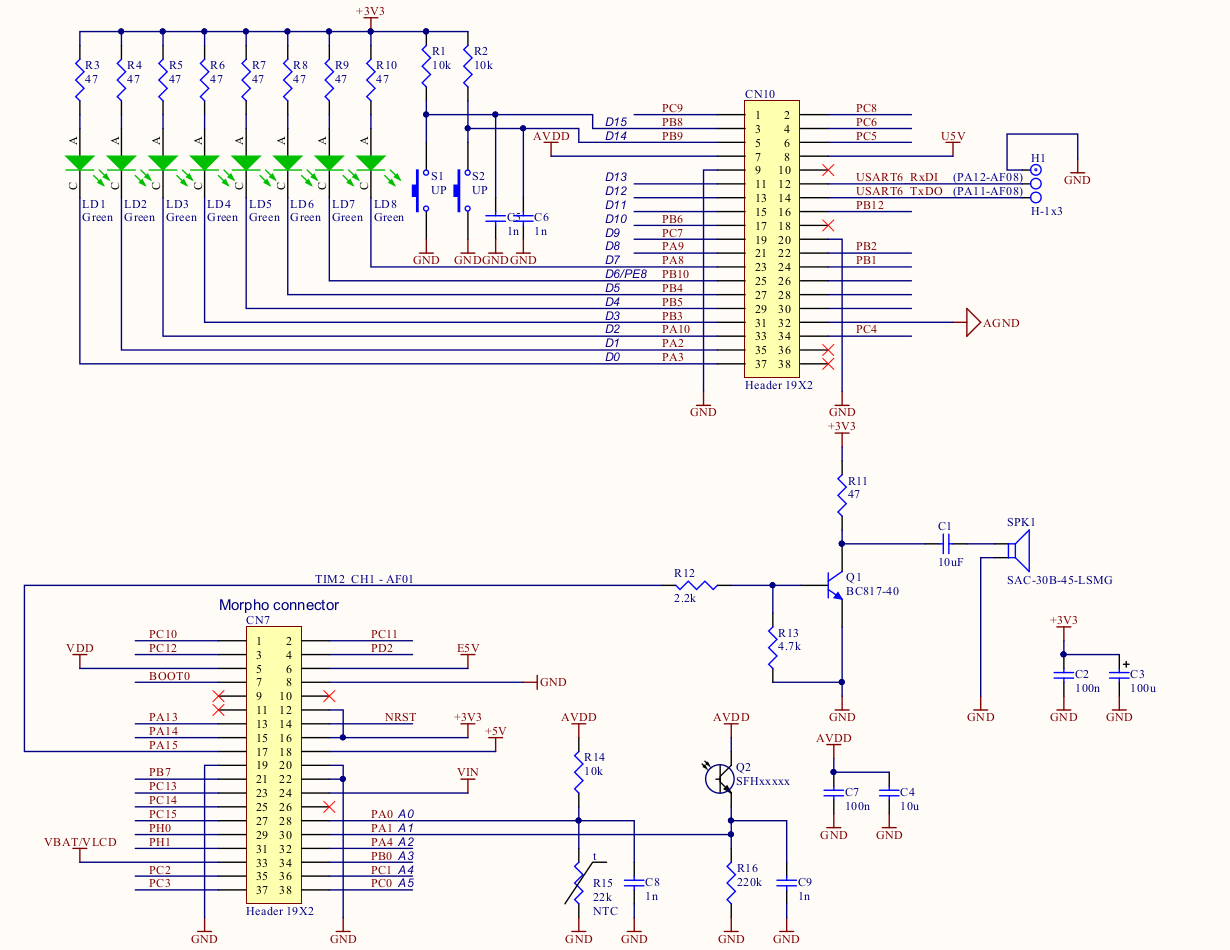 +3V3
R3 47
R4 47
R5 47
R6 47
R7 47
R8 47
R9 47
R10 47
R1 10k
R2 10k
A A A A A A A A
C C C C C C C C
LD1 Green
LD2 Green
LD3 Green
LD4 Green
LD5 Green
LD6 Green
LD7 Green
LD8 Green
S1 UP
S2 UP
C5 1n
C6 1n
GND GND GND GND
AVDD
CN10
PC9 1 2 PC8
D15 PB8 3 4 PC6
D14 PB9 5 6 PC5
7 8 U5V
9 10
D13 11 12 USART6_RxDI (PA12-AF08)
D12 13 14 USART6_TxDO (PA11-AF08)
D11 15 16 PB12
D10 PB6 17 18
D9 PC7 19 20
D8 PA9 21 22 PB2
D7 PA8 23 24 PB1
D6/PE8 PB10 25 26
D5 PB4 27 28
D4 PB5 29 30
D3 PB3 31 32 AGND
D2 PA10 33 34 PC4
D1 PA2 35 36
D0 PA3 37 38
Header 19X2
GND
GND
H1
H-1x3
GND
+3V3
R11 47
C1 10uF
SPK1
SAC-30B-45-LSMG
Q1
BC817-40
TIM2_CH1 - AF01
R12 2.2k
R13 4.7k
GND
GND
+3V3
C2 100n
C3 100u
+
GND GND
Morpho connector
CN7
PC10 1 2 PC11
PC12 3 4 PD2
VDD 5 6 E5V
BOOT0 7 8 GND
9 10
11 12
PA13 13 14 NRST
PA14 15 16 +3V3
PA15 17 18 +5V
19 20
PB7 21 22
PC13 23 24 VIN
PC14 25 26
PC15 27 28 PA0 A0
PH0 29 30 PA1 A1
PH1 31 32 PA4 A2
VBAT/VLCD 33 34 PB0 A3
PC2 35 36 PC1 A4
PC3 37 38 PC0 A5
Header 19X2
GND
GND
AVDD
R14 10k
t
R15
22k
NTC
C8 1n
GND GND
AVDD
Q2
SFHxxxxx
R16 220k
C9 1n
GND GND
AVDD
C7 100n
C4 10u
GND GND